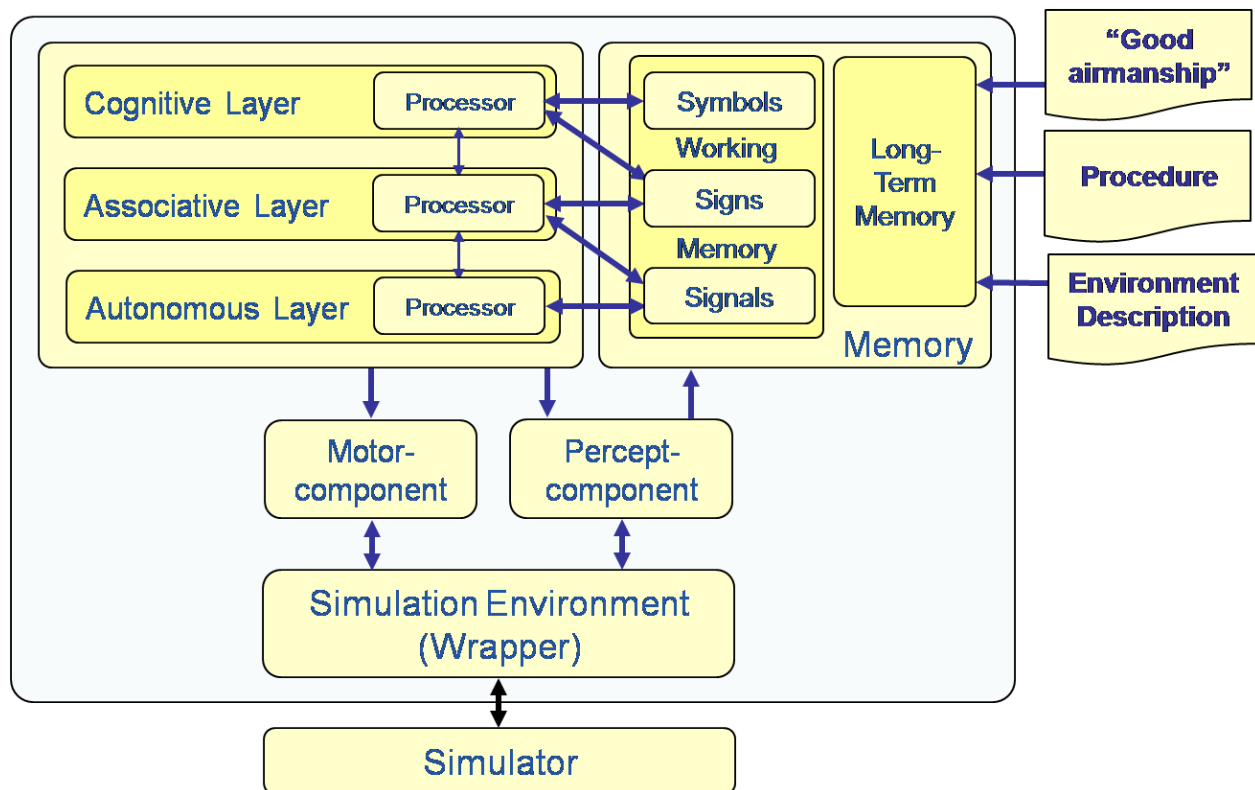 Cognitive Layer
Processor
Associative Layer
Processor
Autonomous Layer
Processor
Symbols
Working
Signs
Memory
Signals
Long-
Term
Memory
Memory
“Good
airmanship”
Procedure
Environment
Description
Motor-
component
Percept-
component
Simulation Environment
(Wrapper)
Simulator